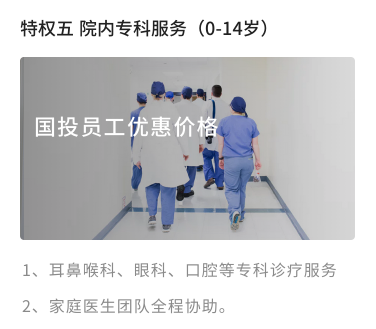 特权五 院内专科服务（0-14岁）
国投员工优惠价格
1、耳鼻喉科、眼科、口腔等专科诊疗服务
2、家庭医生团队全程协助。